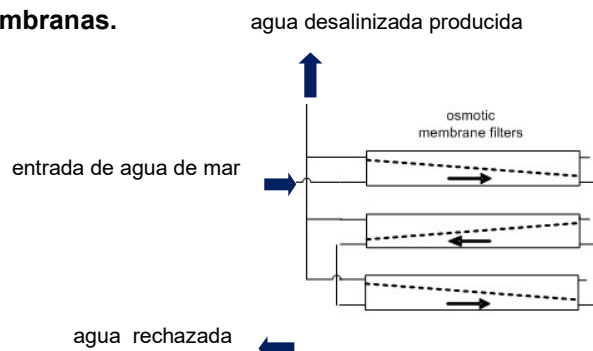 mbranas.
agua desalinizada producida
osmotic
membrane filters
entrada de agua de mar
agua rechazada